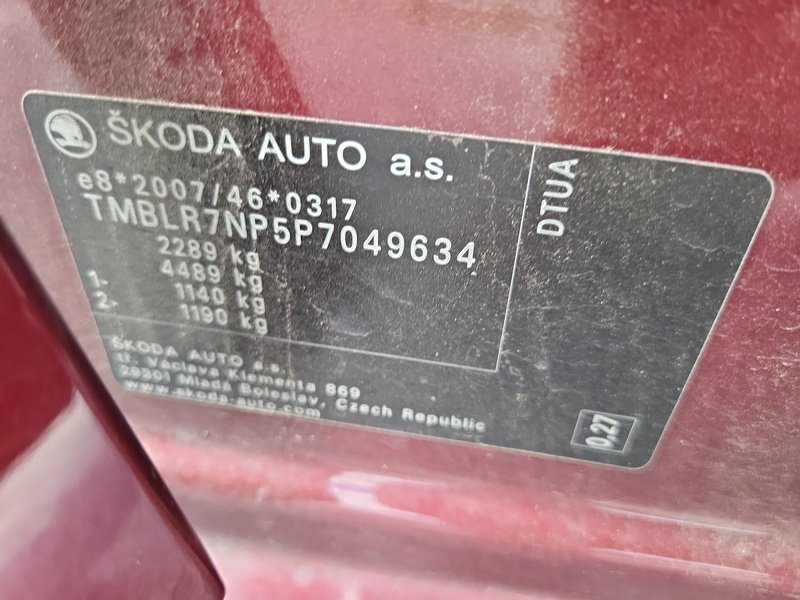 ŠKODA AUTO a.s.
e8*2007/46*0317
TMBLR7NP5P7049634
2289 kg
4489 kg
1- 1140 kg
2- 1190 kg
DTUA
ŠKODA AUTO a.s.
tř. Václava Klementa 869
29301 Mladá Boleslav, Czech Republic
www.skoda-auto.com
0,27